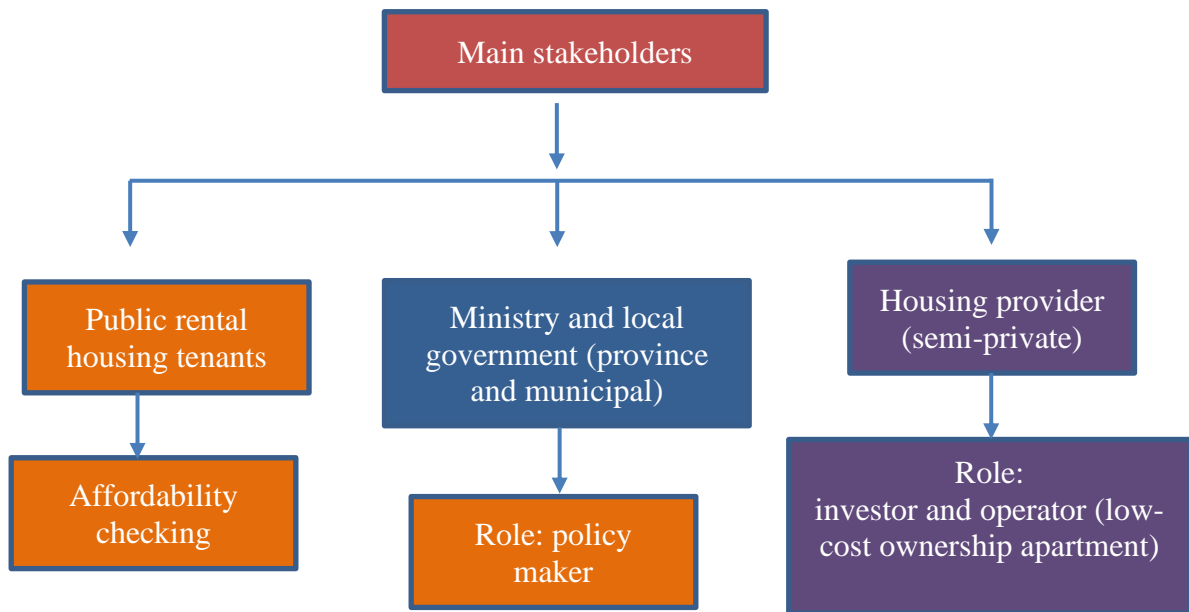 Main stakeholders
Public rental
housing tenants
Ministry and local
government (province
and municipal)
Housing provider
(semi-private)
Affordability
checking
Role: policy
maker
Role:
investor and operator (low-
cost ownership apartment)